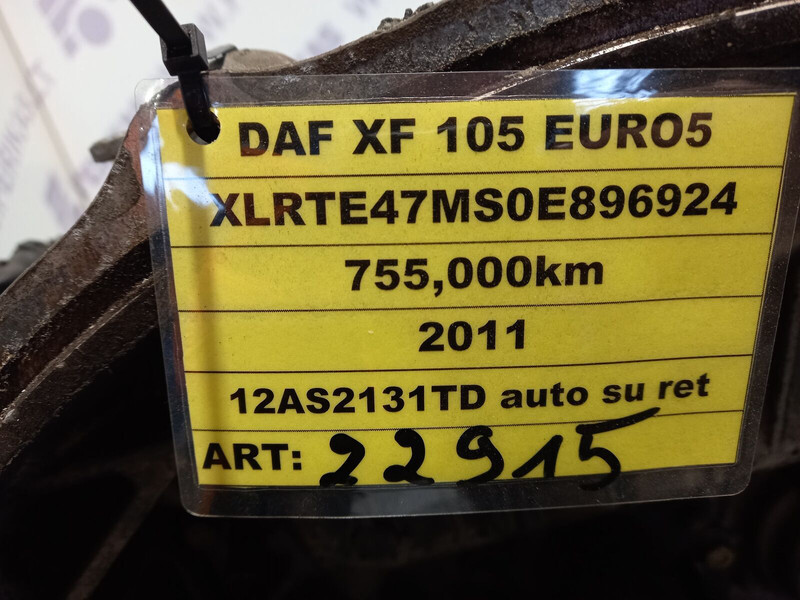 DAF XF 105 EURO5
XLRTE47MS0E896924
755,000km
2011
12AS2131TD auto su ret
ART: 22915